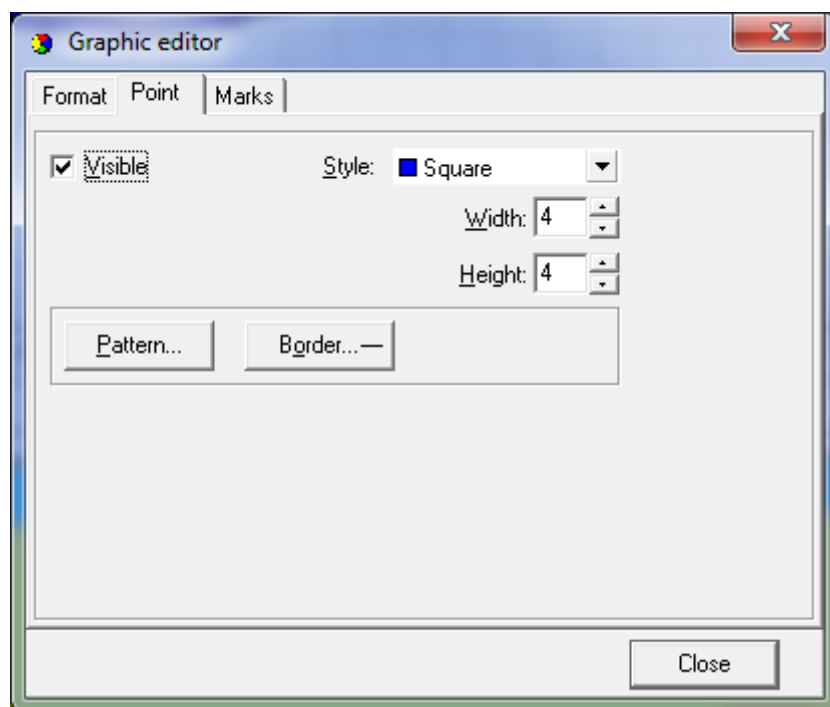 Graphic editor
Format Point Marks
Visible Style: Square
Width: 4
Height: 4
Pattern... Border...
Close